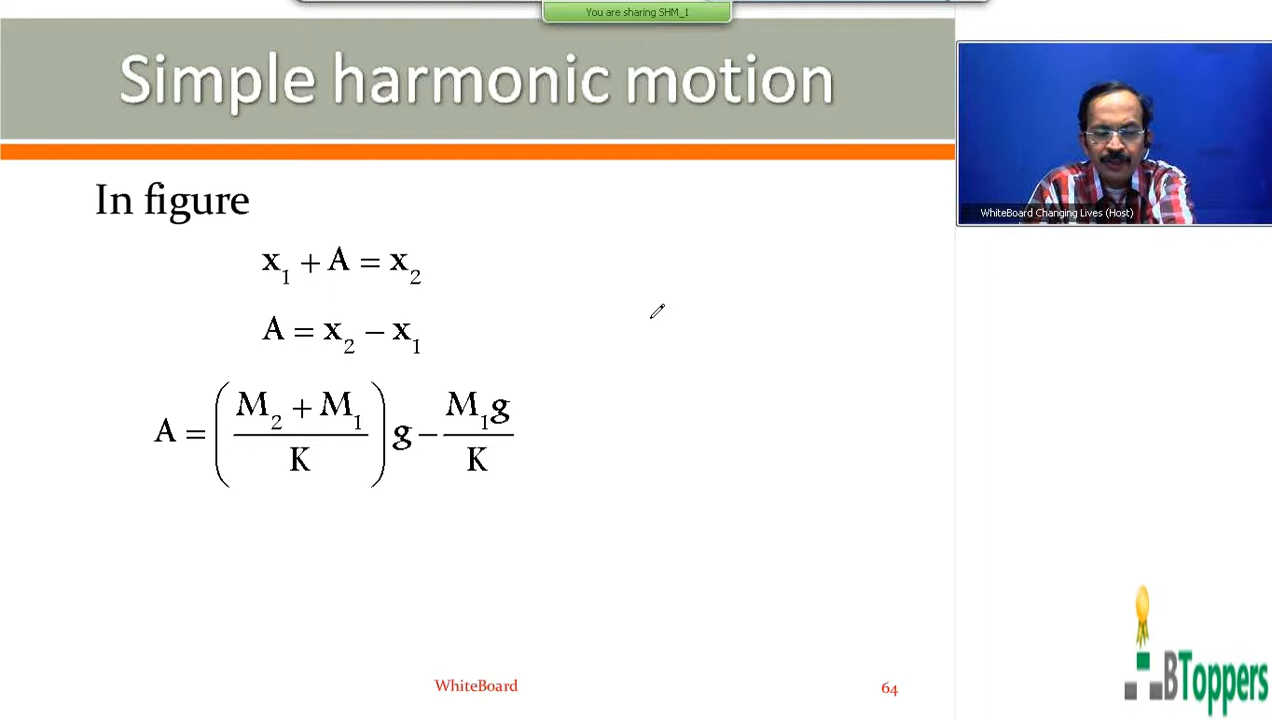 You are sharing SHM_1
Simple harmonic motion
WhiteBoard Changing Lives (Host)
In figure
x₁ + A = x₂
A = x₂ − x₁
A = ((M₂ + M₁)/K) g − M₁g/K
WhiteBoard
64
BToppers